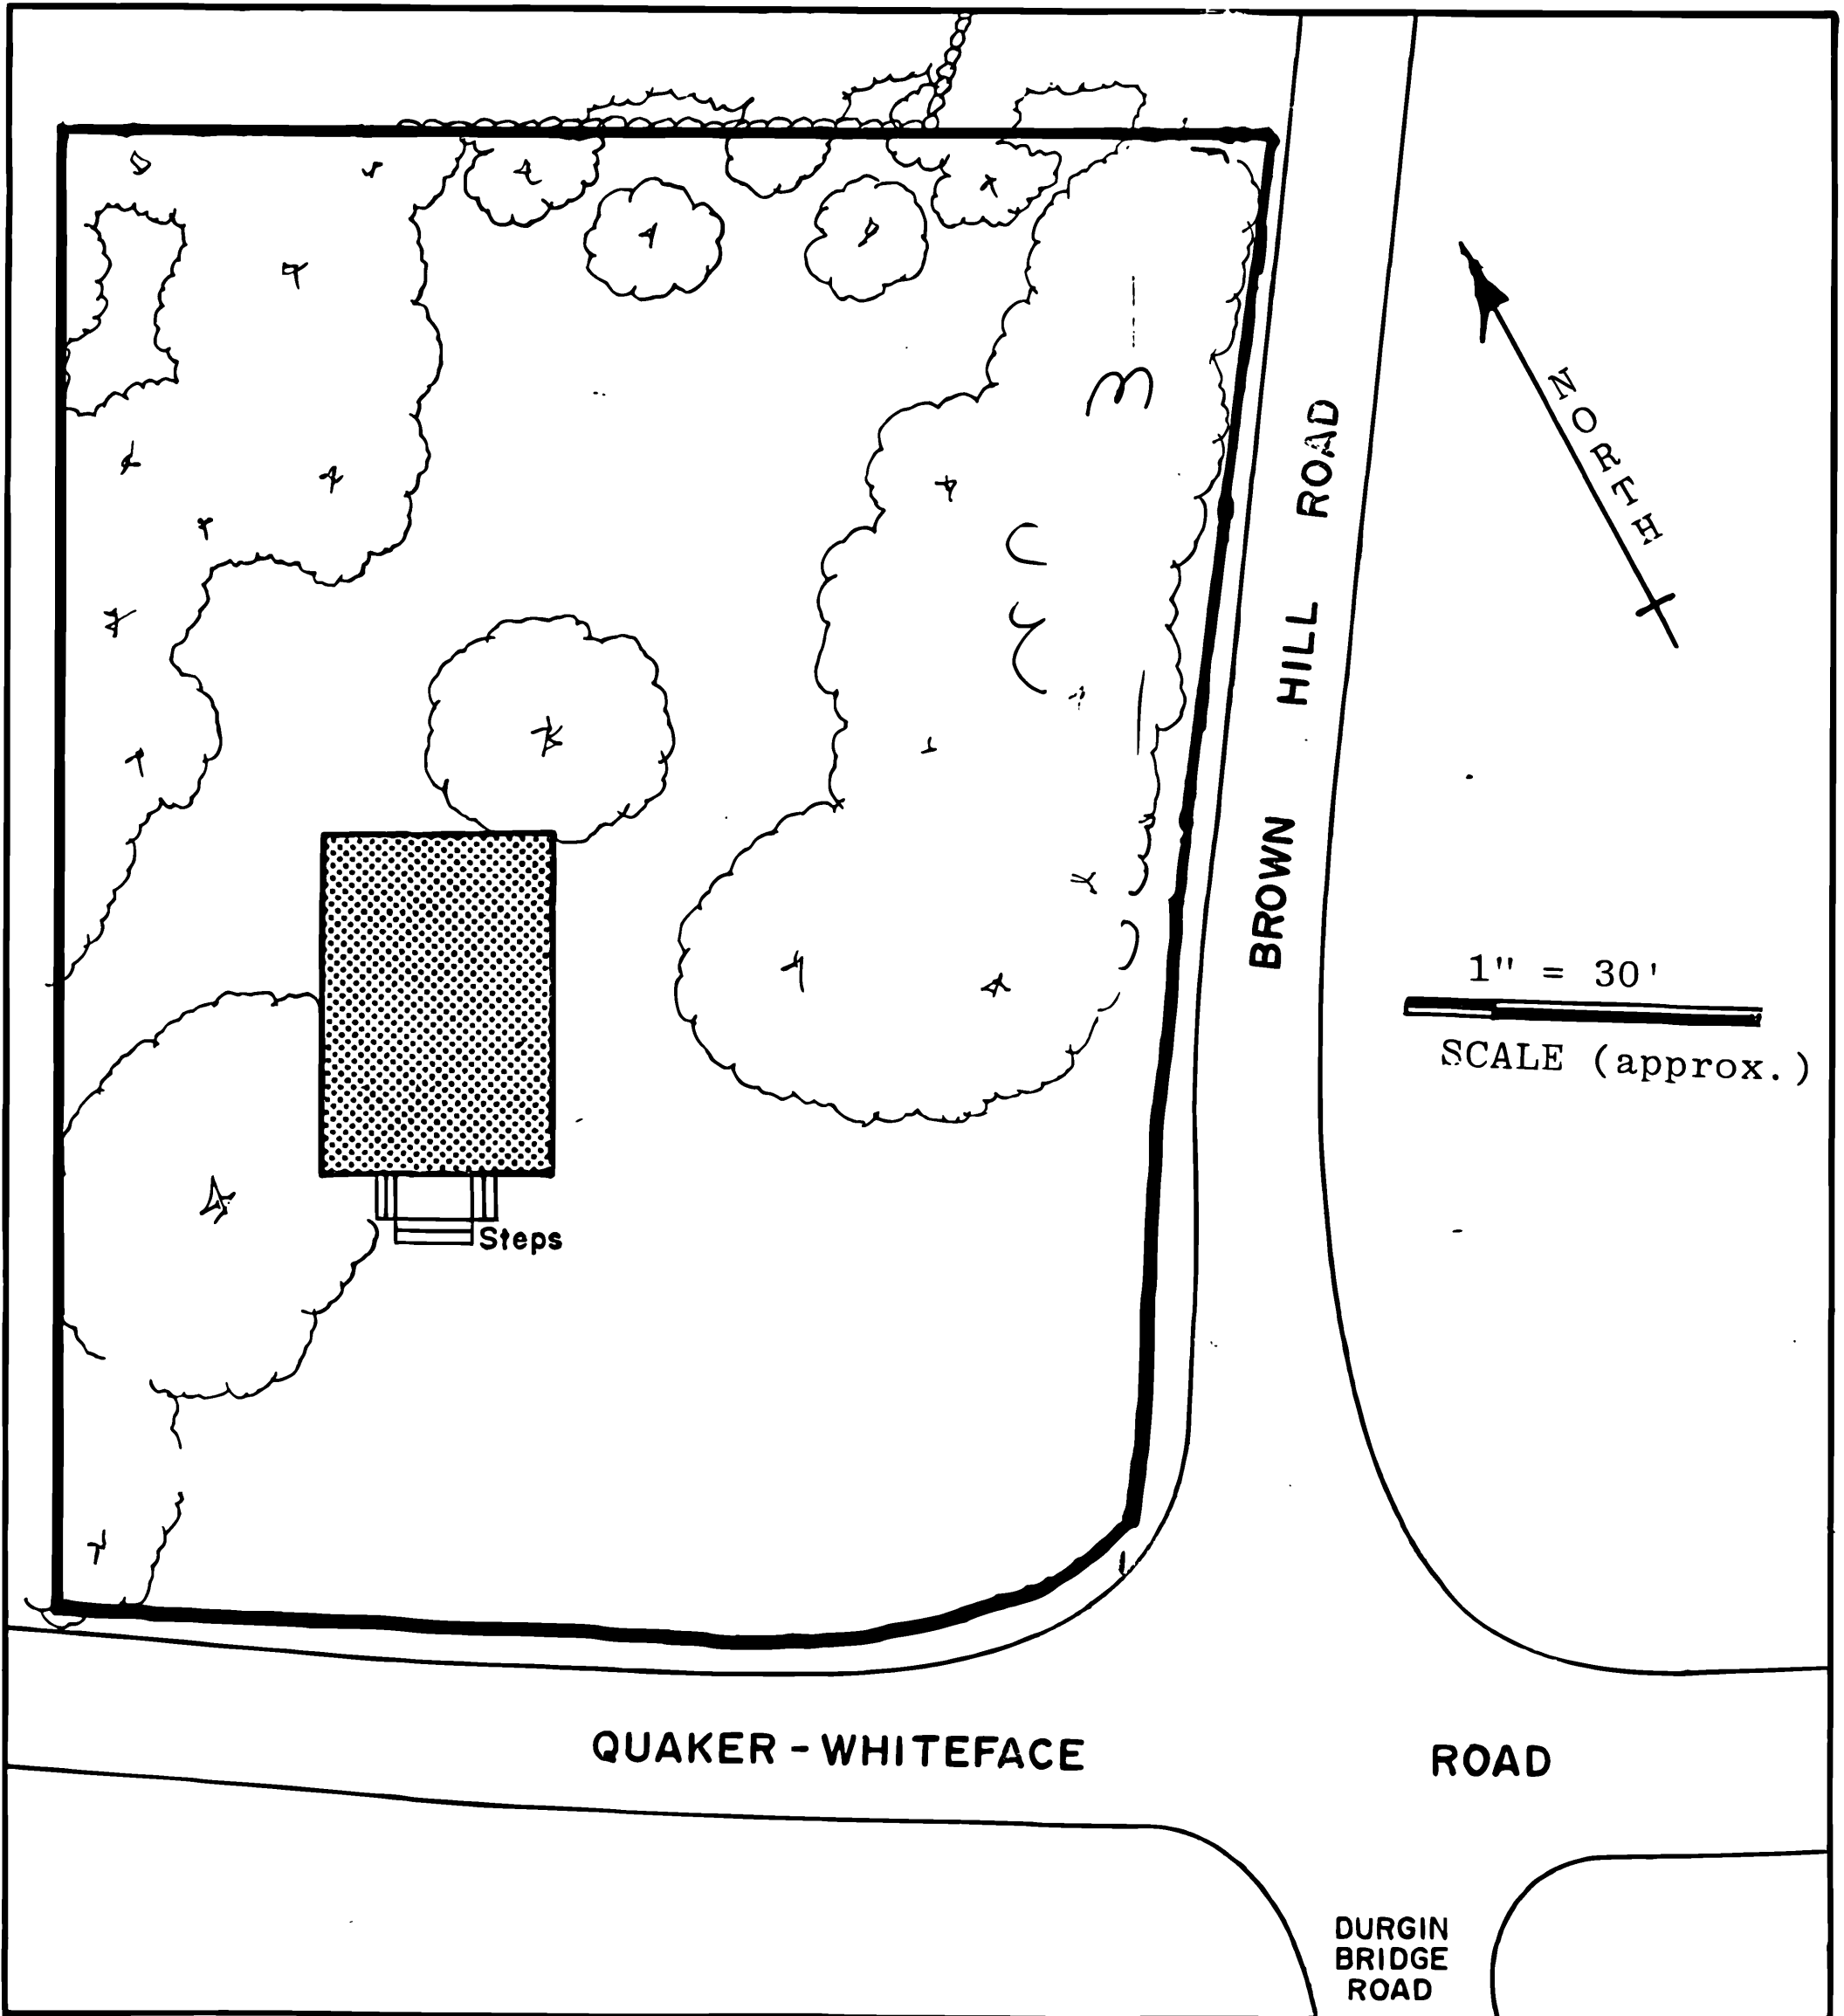 NORTH
BROWN HILL ROAD
1" = 30'
SCALE (approx.)
Steps
QUAKER-WHITEFACE ROAD
DURGIN
BRIDGE
ROAD